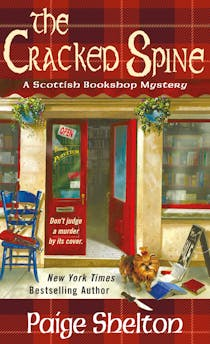 the
CRACKED SPINE
A SCOTTISH BOOKSHOP MYSTERY
OPEN
Don't judge
a murder
by its cover.
New York Times
Bestselling Author
PAIGE SHELTON